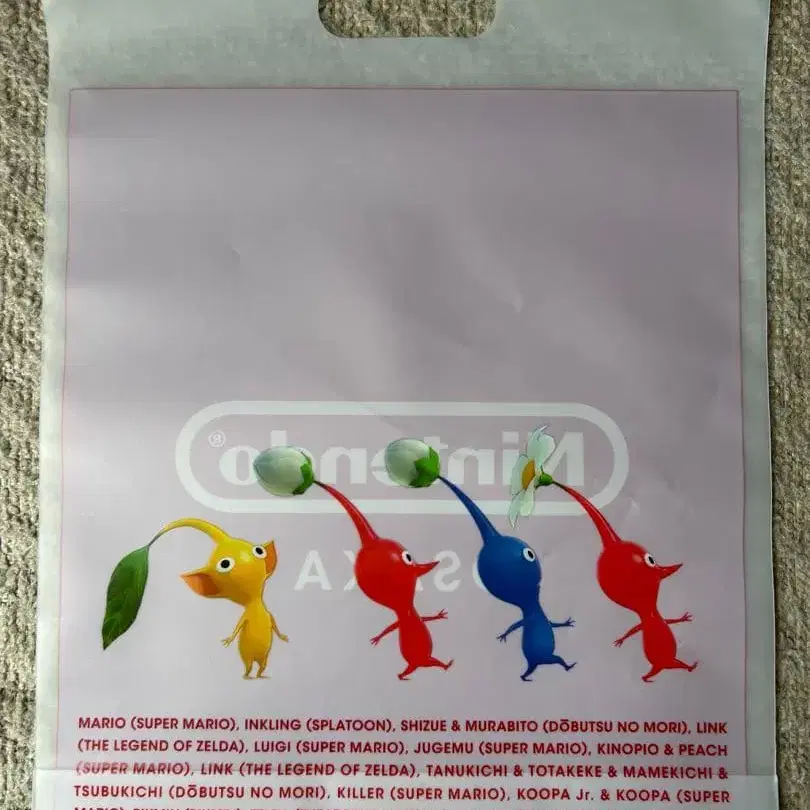 Nintendo®
OSAKA
MARIO (SUPER MARIO), INKLING (SPLATOON), SHIZUE & MURABITO (DŌBUTSU NO MORI), LINK
(THE LEGEND OF ZELDA), LUIGI (SUPER MARIO), JUGEMU (SUPER MARIO), KINOPIO & PEACH
(SUPER MARIO), LINK (THE LEGEND OF ZELDA), TANUKICHI & TOTAKEKE & MAMEKICHI &
TSUBUKICHI (DŌBUTSU NO MORI), KILLER (SUPER MARIO), KOOPA Jr. & KOOPA (SUPER